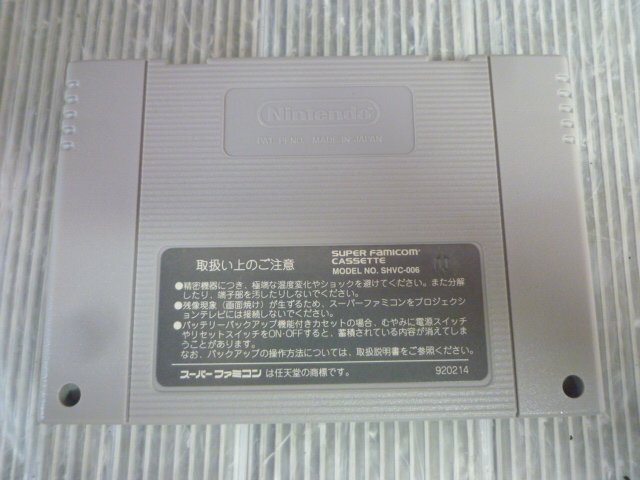 Nintendo
PAT. PEND. MADE IN JAPAN
取扱い上のご注意
SUPER FAMICOM
CASSETTE
MODEL NO. SHVC-006
●精密機器につき、極端な温度変化やショックを避けてください。また分解
したり、端子部を汚したりしないでください。
●残像現象(画面焼け)が生ずるため、スーパーファミコンをプロジェクシ
ョンテレビには接続しないでください。
●バッテリーバックアップ機能付きカセットの場合、むやみに電源スイッチ
やリセットスイッチをON・OFFすると、蓄積されている内容が消えてしま
うことがあります。
なお、バックアップの操作方法については、取扱説明書をご参照ください。
スーパーファミコン は任天堂の商標です。
920214